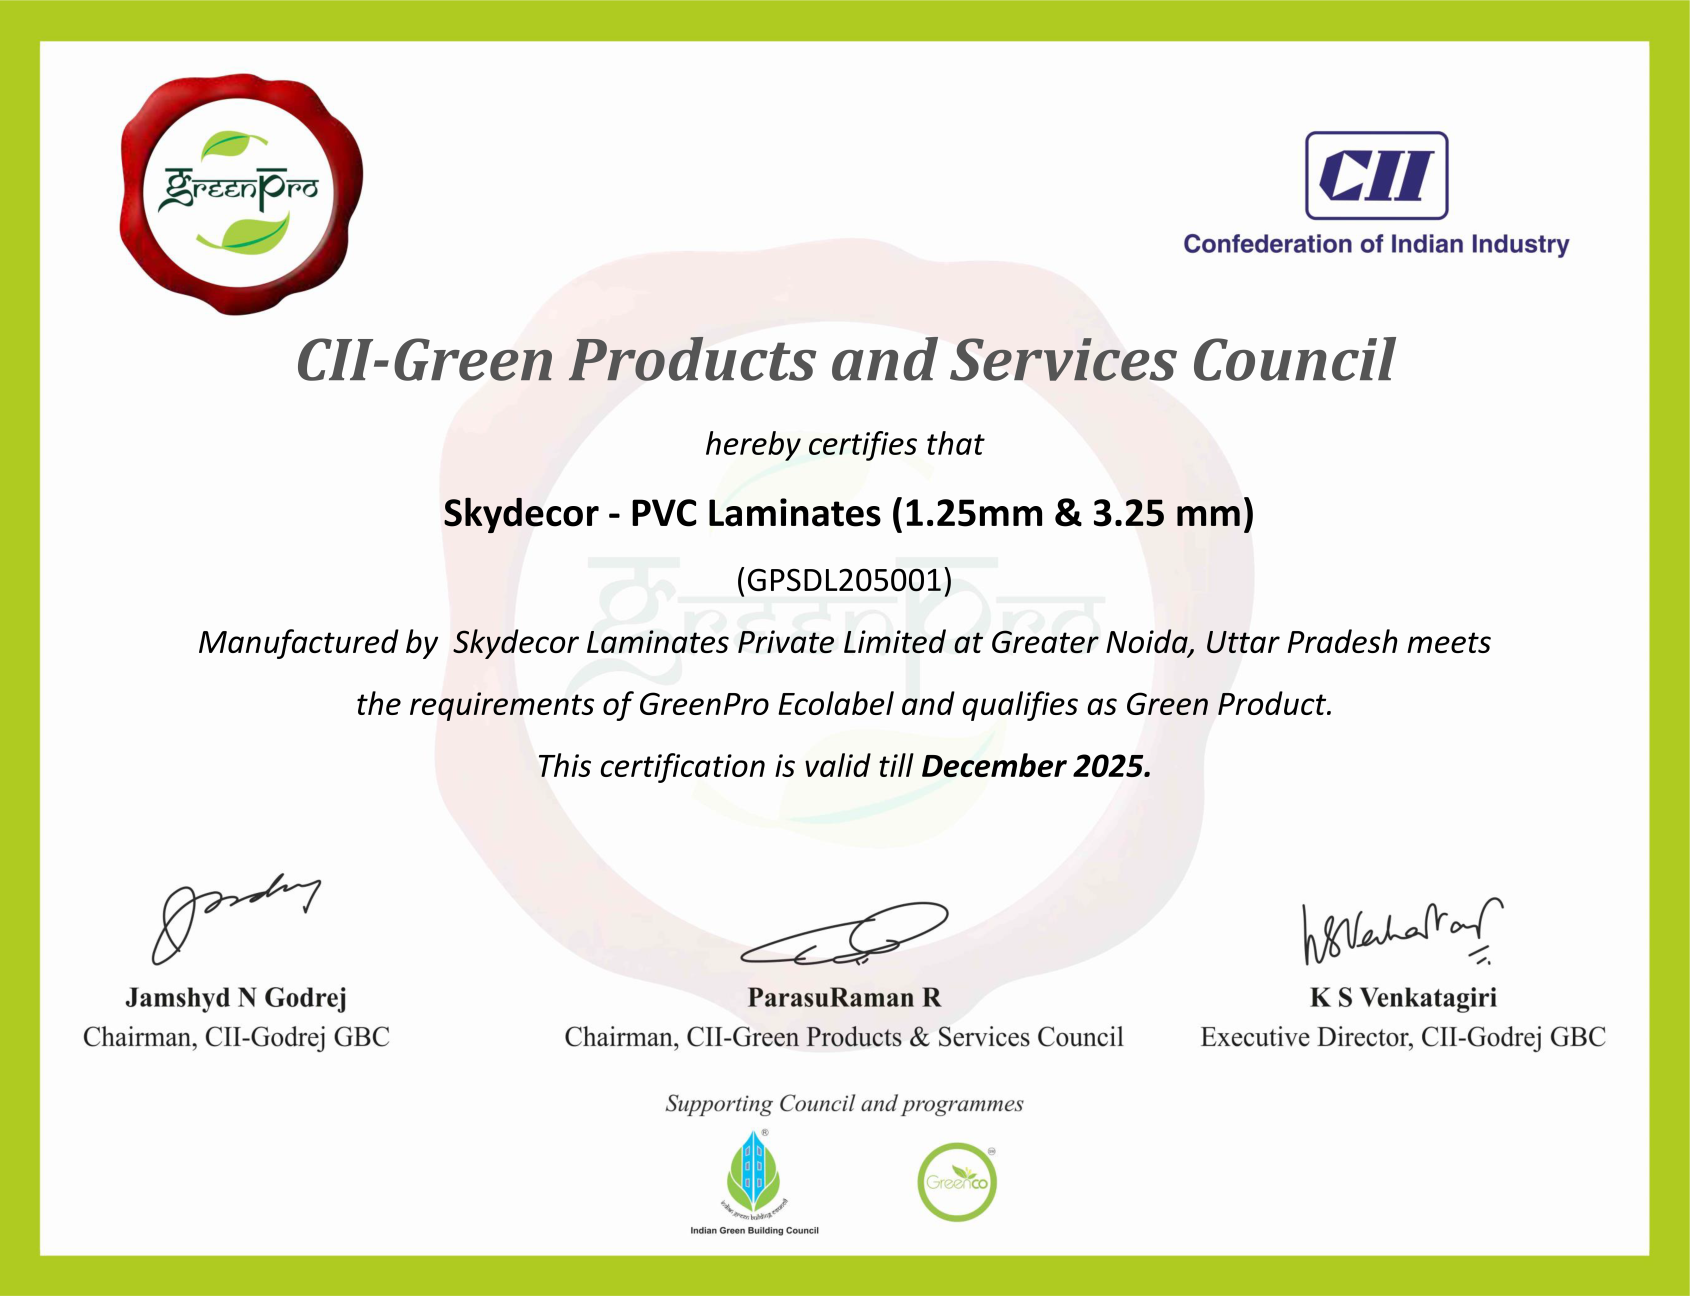 greenPro
CII
Confederation of Indian Industry
CII-Green Products and Services Council
hereby certifies that
Skydecor - PVC Laminates (1.25mm & 3.25 mm)
(GPSDL205001)
Manufactured by  Skydecor Laminates Private Limited at Greater Noida, Uttar Pradesh meets
the requirements of GreenPro Ecolabel and qualifies as Green Product.
This certification is valid till December 2025.
Jamshyd N Godrej
Chairman, CII-Godrej GBC
ParasuRaman R
Chairman, CII-Green Products & Services Council
K S Venkatagiri
Executive Director, CII-Godrej GBC
Supporting Council and programmes
®
indian green building council
Indian Green Building Council
Greenco